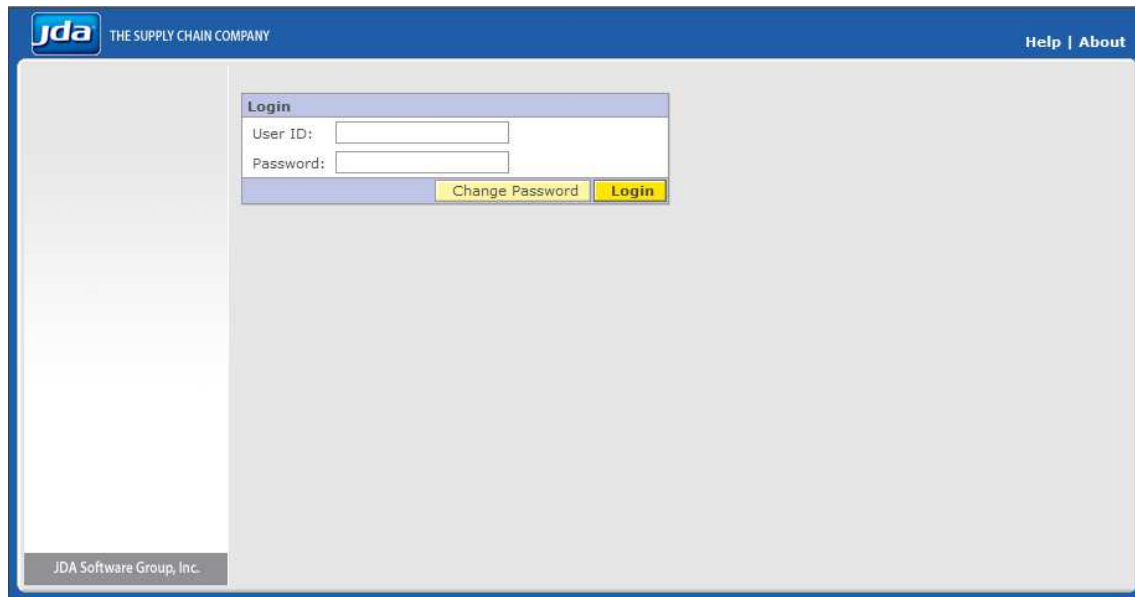 jda THE SUPPLY CHAIN COMPANY
Help | About
Login
User ID:
Password:
Change Password Login
JDA Software Group, Inc.